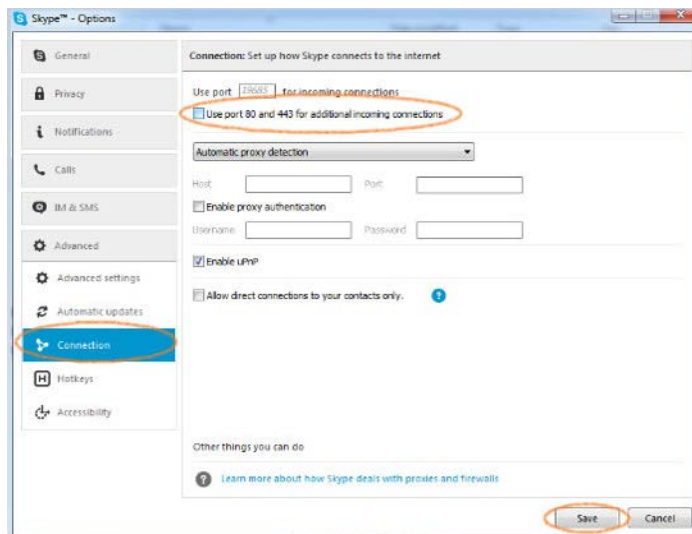 Skype™ - Options
General
Privacy
Notifications
Calls
IM & SMS
Advanced
Advanced settings
Automatic updates
Connection
Hotkeys
Accessibility
Connection: Set up how Skype connects to the internet
Use port 19685 for incoming connections
Use port 80 and 443 for additional incoming connections
Automatic proxy detection
Host Port
Enable proxy authentication
Username Password
Enable uPnP
Allow direct connections to your contacts only. ?
Other things you can do
? Learn more about how Skype deals with proxies and firewalls
Save Cancel